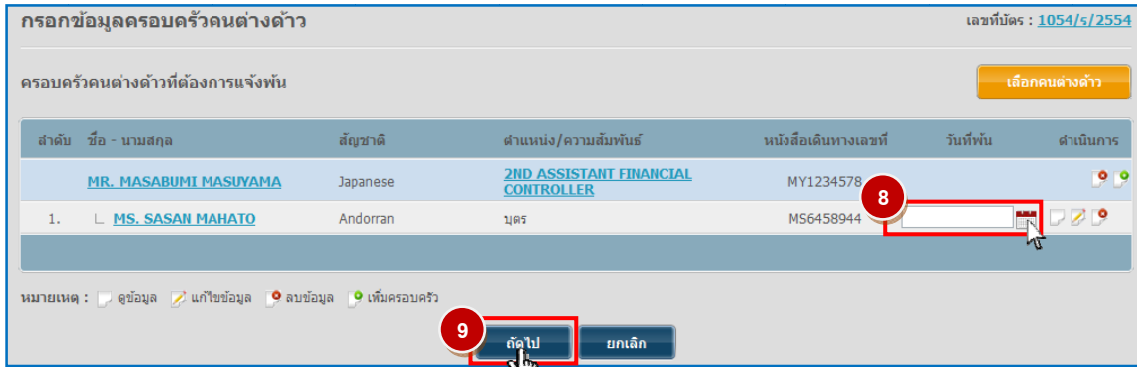 กรอกข้อมูลครอบครัวคนต่างด้าว
เลขที่บัตร : 1054/ร/2554
ครอบครัวคนต่างด้าวที่ต้องการแจ้งพ้น
เลือกคนต่างด้าว
ลำดับ ชื่อ - นามสกุล สัญชาติ ตำแหน่ง/ความสัมพันธ์ หนังสือเดินทางเลขที่ วันที่พ้น ดำเนินการ
MR. MASABUMI MASUYAMA Japanese 2ND ASSISTANT FINANCIAL CONTROLLER MY1234578
8
1. MS. SASAN MAHATO Andorran บุตร MS6458944
หมายเหตุ : ดูข้อมูล แก้ไขข้อมูล ลบข้อมูล เพิ่มครอบครัว
9
ถัดไป ยกเลิก